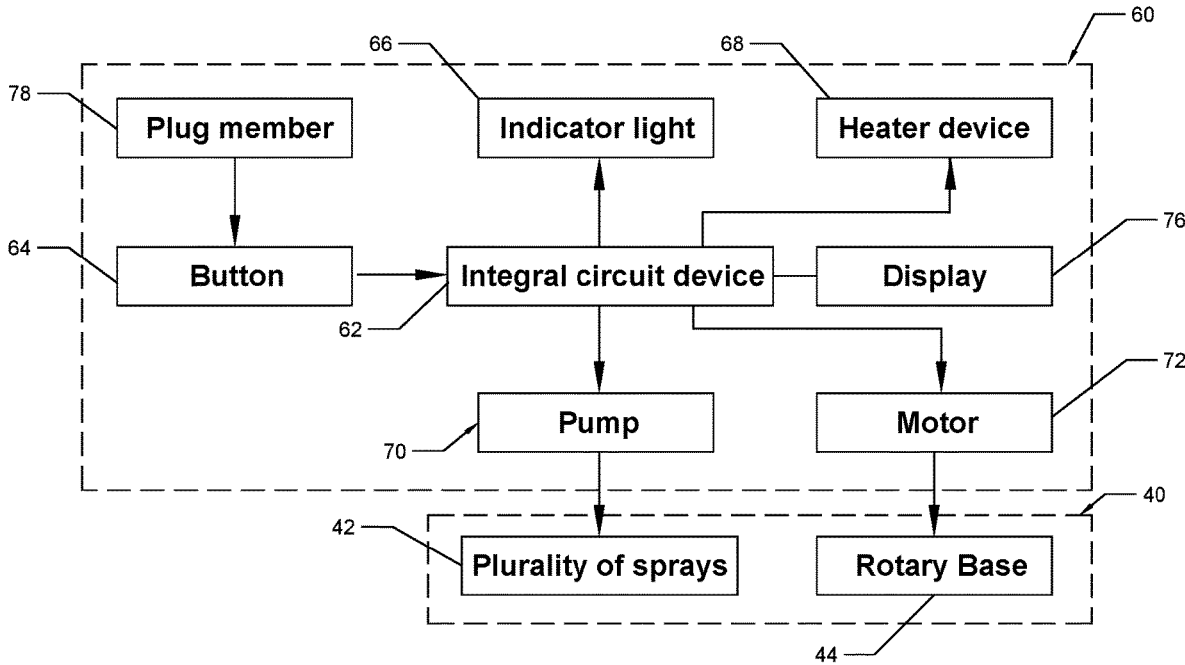 60
66
68
78
Plug member
Indicator light
Heater device
76
64
Button
Integral circuit device
Display
62
72
Pump
Motor
70
40
42
Plurality of sprays
Rotary Base
44